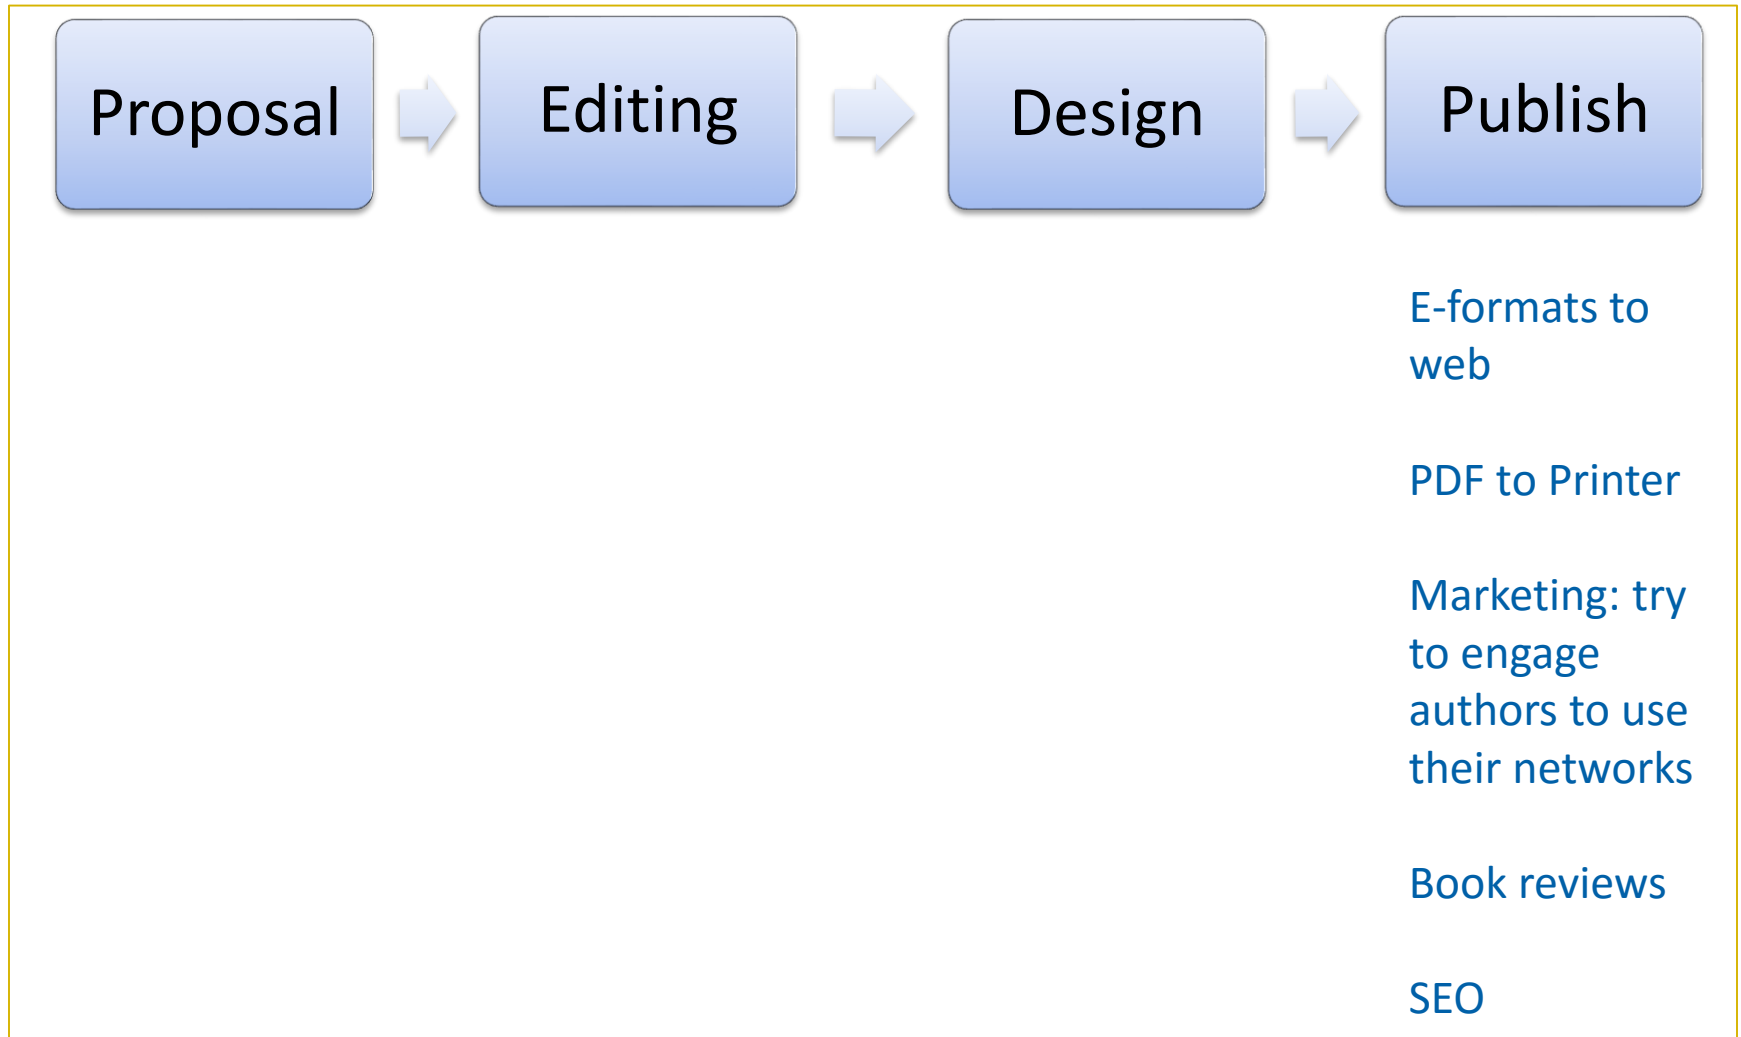 Proposal
Editing
Design
Publish
E-formats to
web
PDF to Printer
Marketing: try
to engage
authors to use
their networks
Book reviews
SEO